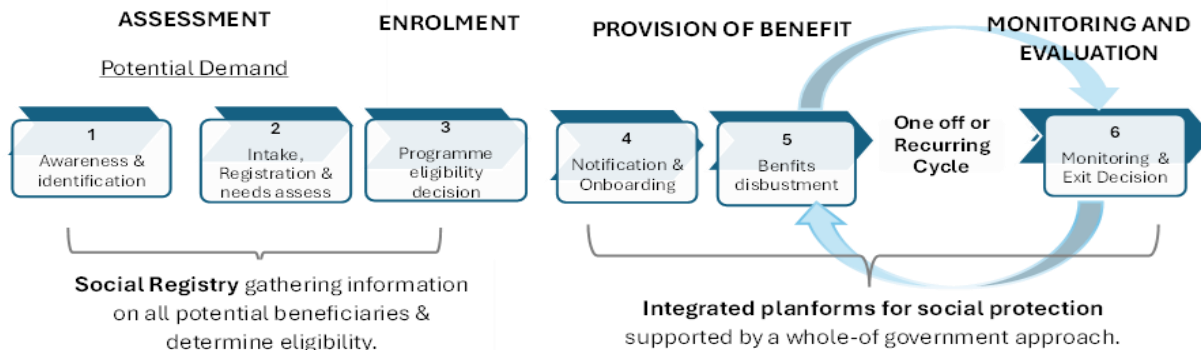 ASSESSMENT
ENROLMENT
PROVISION OF BENEFIT
MONITORING AND
EVALUATION
Potential Demand
1
Awareness &
identification
2
Intake,
Registration &
needs assess
3
Programme
eligibility
decision
4
Notification &
Onboarding
5
Benfits
disbustment
One off or
Recurring
Cycle
6
Monitoring &
Exit Decision
Social Registry gathering information
on all potential beneficiaries &
determine eligibility.
Integrated planforms for social protection
supported by a whole-of government approach.